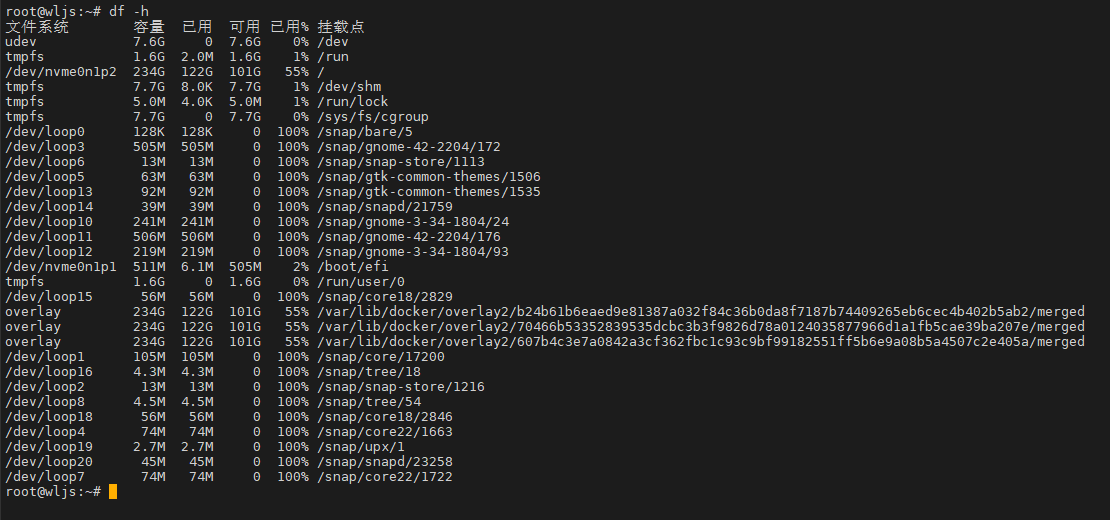 root@wljs:~# df -h
文件系统        容量  已用  可用 已用% 挂载点
udev            7.6G     0  7.6G    0% /dev
tmpfs           1.6G  2.0M  1.6G    1% /run
/dev/nvme0n1p2  234G  122G  101G   55% /
tmpfs           7.7G  8.0K  7.7G    1% /dev/shm
tmpfs           5.0M  4.0K  5.0M    1% /run/lock
tmpfs           7.7G     0  7.7G    0% /sys/fs/cgroup
/dev/loop0      128K  128K     0  100% /snap/bare/5
/dev/loop3      505M  505M     0  100% /snap/gnome-42-2204/172
/dev/loop6       13M   13M     0  100% /snap/snap-store/1113
/dev/loop5       63M   63M     0  100% /snap/gtk-common-themes/1506
/dev/loop13      92M   92M     0  100% /snap/gtk-common-themes/1535
/dev/loop14      39M   39M     0  100% /snap/snapd/21759
/dev/loop10     241M  241M     0  100% /snap/gnome-3-34-1804/24
/dev/loop11     506M  506M     0  100% /snap/gnome-42-2204/176
/dev/loop12     219M  219M     0  100% /snap/gnome-3-34-1804/93
/dev/nvme0n1p1  511M  6.1M  505M    2% /boot/efi
tmpfs           1.6G     0  1.6G    0% /run/user/0
/dev/loop15      56M   56M     0  100% /snap/core18/2829
overlay         234G  122G  101G   55% /var/lib/docker/overlay2/b24b61b6eaed9e81387a032f84c36b0da8f7187b74409265eb6cec4b402b5ab2/merged
overlay         234G  122G  101G   55% /var/lib/docker/overlay2/70466b53352839535dcbc3b3f9826d78a0124035877966d1a1fb5cae39ba207e/merged
overlay         234G  122G  101G   55% /var/lib/docker/overlay2/607b4c3e7a0842a3cf362fbc1c93c9bf99182551ff5b6e9a08b5a4507c2e405a/merged
/dev/loop1      105M  105M     0  100% /snap/core/17200
/dev/loop16     4.3M  4.3M     0  100% /snap/tree/18
/dev/loop2       13M   13M     0  100% /snap/snap-store/1216
/dev/loop8      4.5M  4.5M     0  100% /snap/tree/54
/dev/loop18      56M   56M     0  100% /snap/core18/2846
/dev/loop4       74M   74M     0  100% /snap/core22/1663
/dev/loop19     2.7M  2.7M     0  100% /snap/upx/1
/dev/loop20      45M   45M     0  100% /snap/snapd/23258
/dev/loop7       74M   74M     0  100% /snap/core22/1722
root@wljs:~#